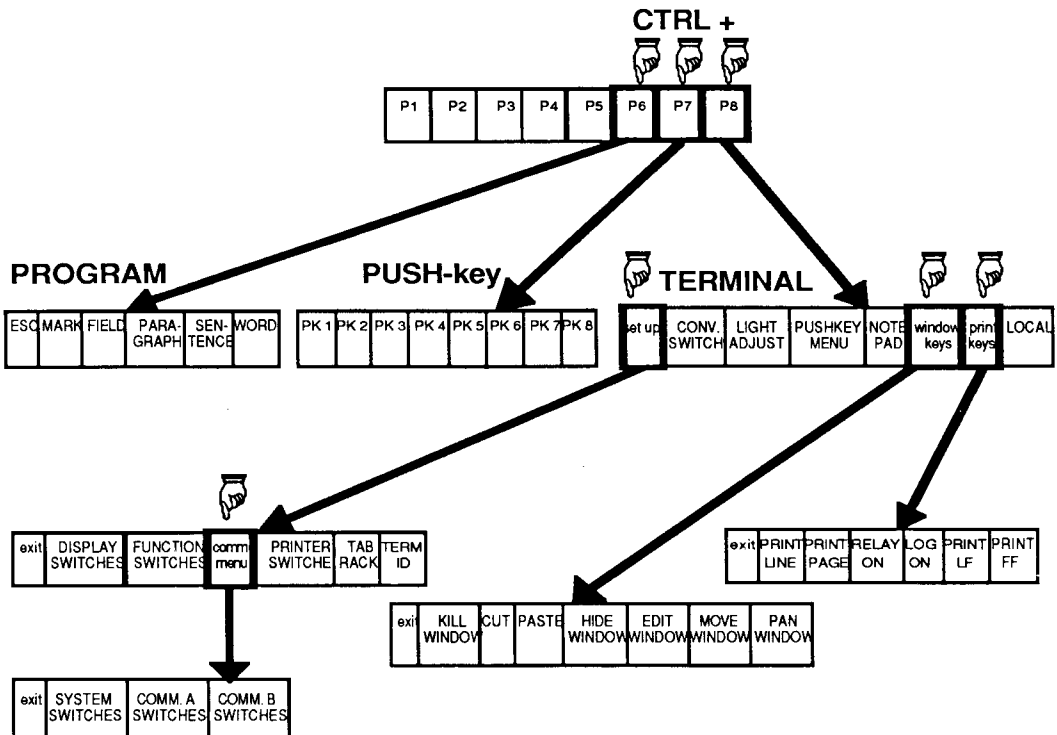 CTRL +
P1 P2 P3 P4 P5 P6 P7 P8
PROGRAM
ESC MARK FIELD PARA-GRAPH SEN-TENCE WORD
PUSH-key
PK 1 PK 2 PK 3 PK 4 PK 5 PK 6 PK 7 PK 8
TERMINAL
set up CONV. SWITCH LIGHT ADJUST PUSHKEY MENU NOTE PAD window keys print keys LOCAL
exit DISPLAY SWITCHES FUNCTION SWITCHES comm menu PRINTER SWITCHE TAB RACK TERM ID
exit PRINT LINE PRINT PAGE RELAY ON LOG ON PRINT LF PRINT FF
exit KILL WINDOW CUT PASTE HIDE WINDOW EDIT WINDOW MOVE WINDOW PAN WINDOW
exit SYSTEM SWITCHES COMM. A SWITCHES COMM. B SWITCHES